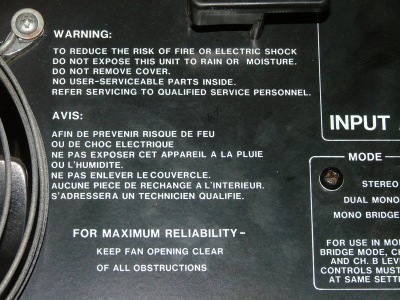 WARNING:
TO REDUCE THE RISK OF FIRE OR ELECTRIC SHOCK
DO NOT EXPOSE THIS UNIT TO RAIN OR MOISTURE.
DO NOT REMOVE COVER.
NO USER-SERVICEABLE PARTS INSIDE.
REFER SERVICING TO QUALIFIED SERVICE PERSONNEL.
AVIS:
AFIN DE PREVENIR RISQUE DE FEU
OU DE CHOC ELECTRIQUE
NE PAS EXPOSER CET APPAREIL A LA PLUIE
OU L'HUMIDITE.
NE PAS ENLEVER LE COUVERCLE.
AUCUNE PIECE DE RECHANGE A L'INTERIEUR.
S'ADRESSERA UN TECHNICIEN QUALIFIE.
FOR MAXIMUM RELIABILITY-
KEEP FAN OPENING CLEAR
OF ALL OBSTRUCTIONS
INPUT
MODE
STEREO
DUAL MONO
MONO BRIDGE
FOR USE IN MO
BRIDGE MODE, C
AND CH. B LEV
CONTROLS MUST
AT SAME SETTI